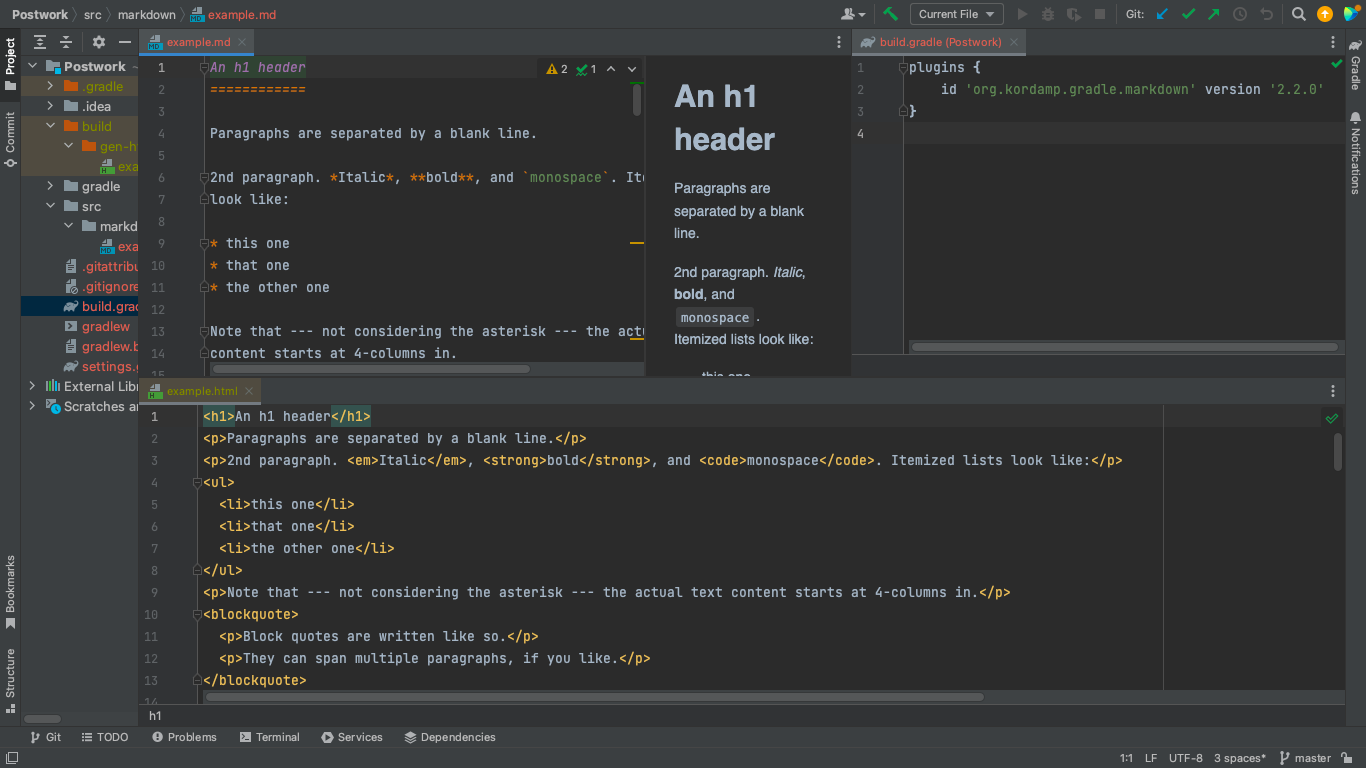 Postwork src markdown example.md Current File Git:
example.md
build.gradle (Postwork)
Project
Commit
Bookmarks
Structure
Gradle
Notifications
Postwork ~
.gradle
.idea
build
gen-h
exa
gradle
src
markd
exa
.gitattribu
.gitignore
build.grad
gradlew
gradlew.b
settings.g
External Libr
Scratches an
2 1
1 An h1 header
2 ============
3
4 Paragraphs are separated by a blank line.
5
6 2nd paragraph. *Italic*, **bold**, and `monospace`. Ite
7 look like:
8
9 * this one
10 * that one
11 * the other one
12
13 Note that --- not considering the asterisk --- the actu
14 content starts at 4-columns in.
15
An h1
header
Paragraphs are
separated by a blank
line.
2nd paragraph. Italic,
bold, and
monospace .
Itemized lists look like:
this one
1 plugins {
2 id 'org.kordamp.gradle.markdown' version '2.2.0'
3 }
4
example.html
1 <h1>An h1 header</h1>
2 <p>Paragraphs are separated by a blank line.</p>
3 <p>2nd paragraph. <em>Italic</em>, <strong>bold</strong>, and <code>monospace</code>. Itemized lists look like:</p>
4 <ul>
5 <li>this one</li>
6 <li>that one</li>
7 <li>the other one</li>
8 </ul>
9 <p>Note that --- not considering the asterisk --- the actual text content starts at 4-columns in.</p>
10 <blockquote>
11 <p>Block quotes are written like so.</p>
12 <p>They can span multiple paragraphs, if you like.</p>
13 </blockquote>
14
h1
Git TODO Problems Terminal Services Dependencies
1:1 LF UTF-8 3 spaces* master